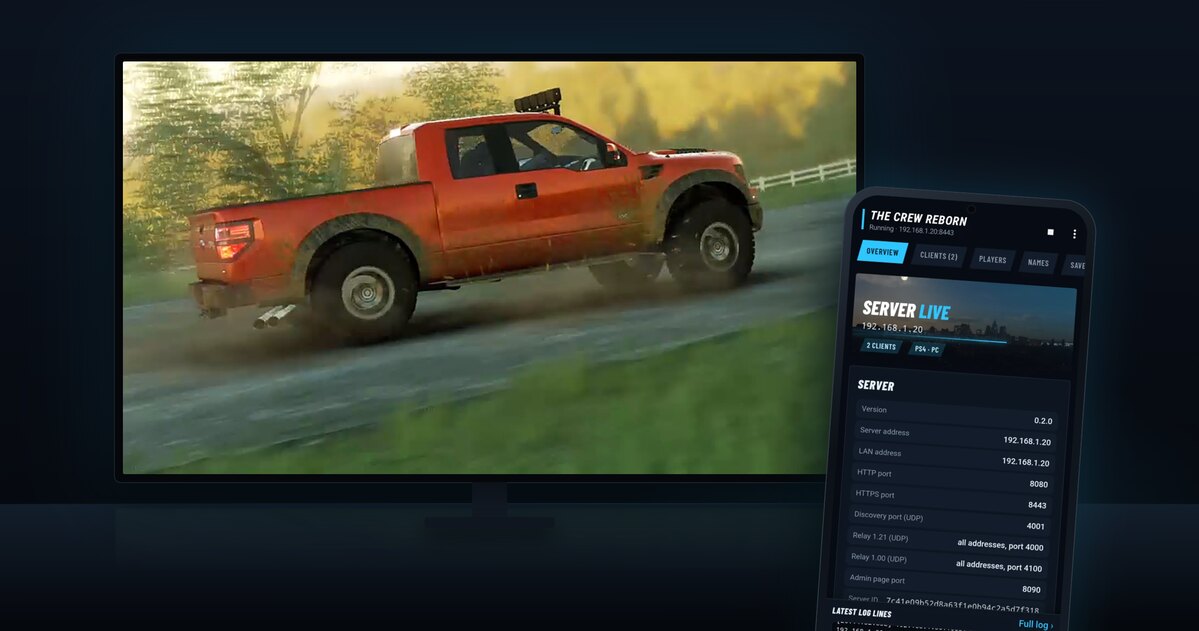 THE CREW REBORN
Running · 192.168.1.20:8443
OVERVIEW
CLIENTS (2)
PLAYERS
NAMES
SAVE
SERVER LIVE
192.168.1.20
2 CLIENTS
PS4 · PC
SERVER
Version 0.2.0
Server address 192.168.1.20
LAN address 192.168.1.20
HTTP port 8080
HTTPS port 8443
Discovery port (UDP) 4001
Relay 1.21 (UDP) all addresses, port 4000
Relay 1.00 (UDP) all addresses, port 4100
Admin page port 8090
Server ID 7c41e09b52d8a63f1e0b94c2a5d7f318
LATEST LOG LINES
Full log ›